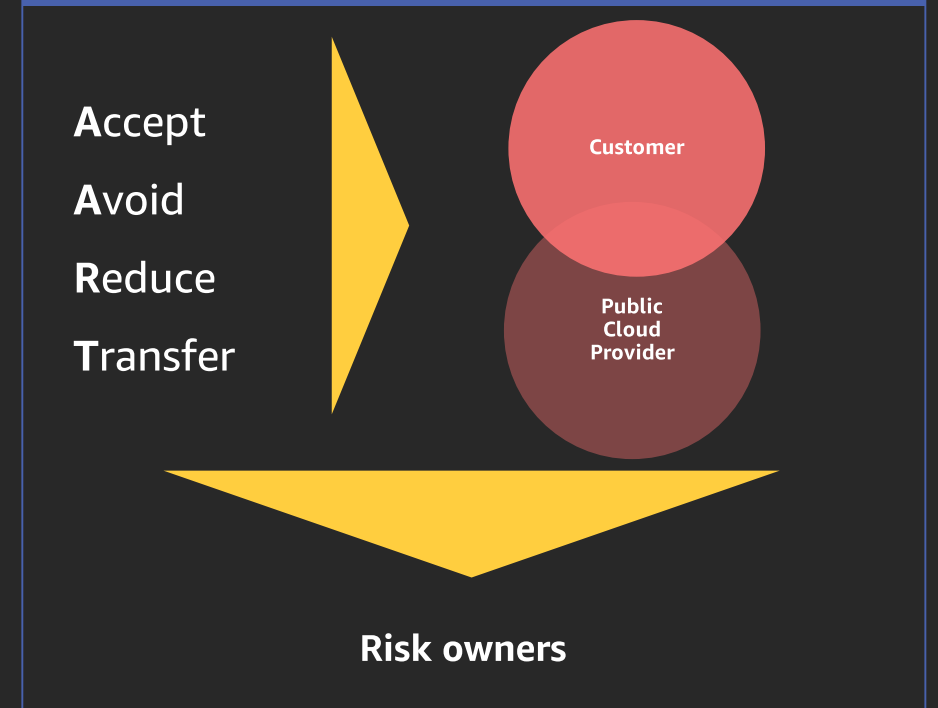 Accept
Avoid
Reduce
Transfer
Customer
Public
Cloud
Provider
Risk owners